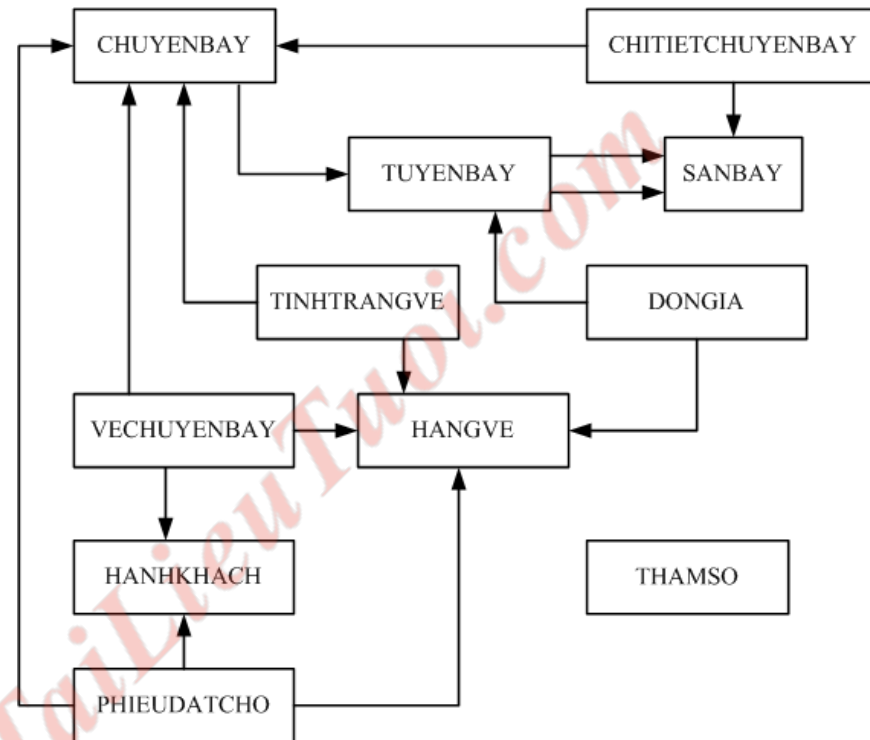 CHUYENBAY
CHITIETCHUYENBAY
TUYENBAY
SANBAY
TINHTRANGVE
DONGIA
VECHUYENBAY
HANGVE
HANHKHACH
THAMSO
PHIEUDATCHO
TaiLieuTuoi.com